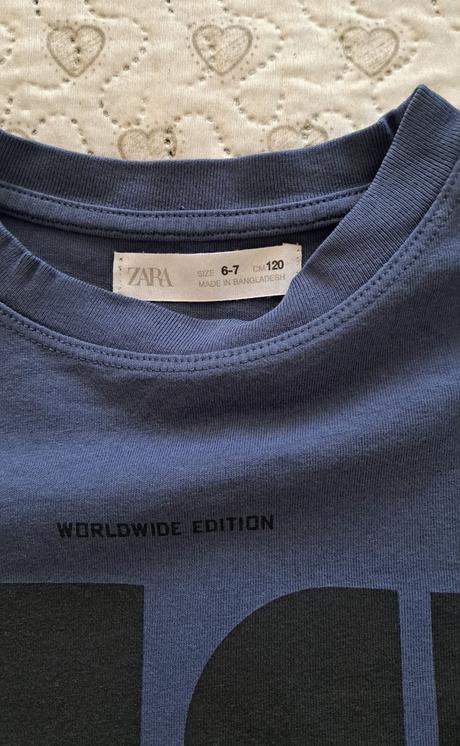 ZARA SIZE 6-7 CM 120
MADE IN BANGLADESH
WORLDWIDE EDITION